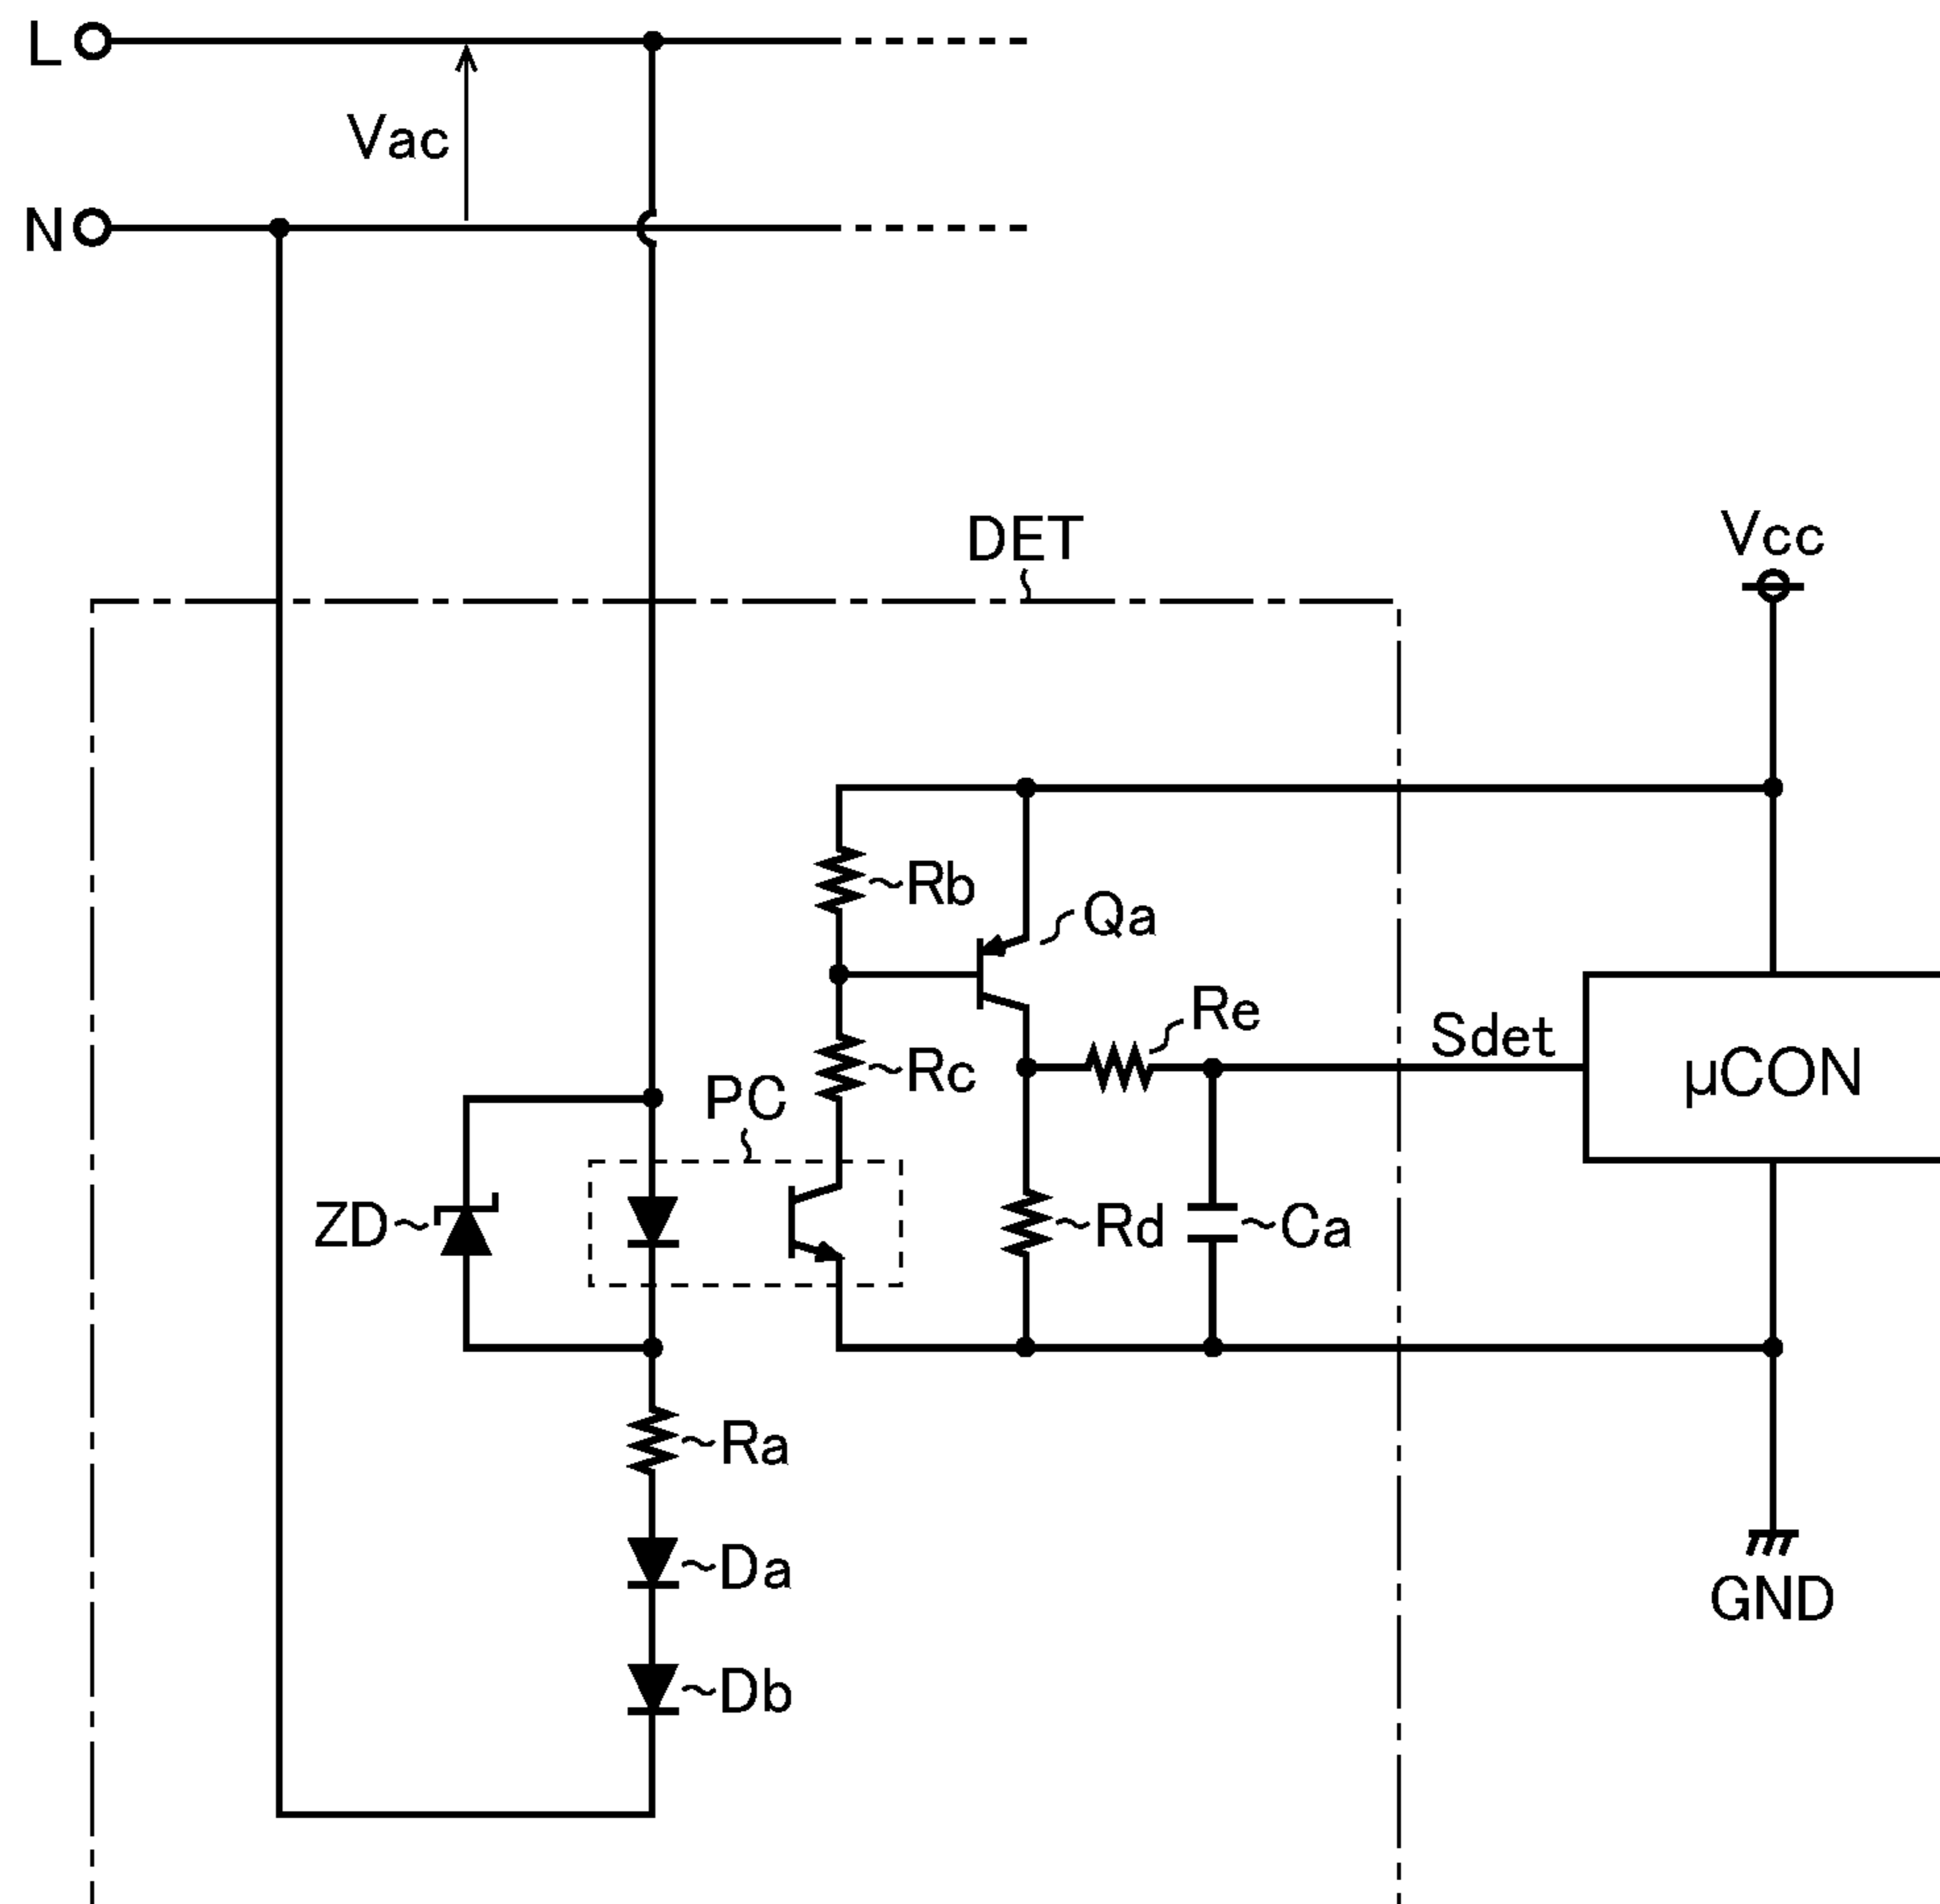 L
Vac
N
DET
Vcc
Rb
Qa
Re
Sdet
μCON
Rc
PC
ZD
Rd
Ca
Ra
Da
GND
Db